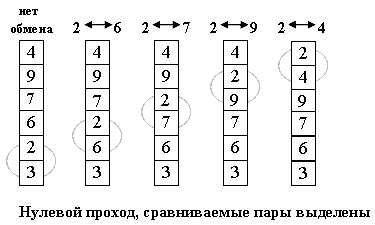 нет
обмена 2 6 2 7 2 9 2 4
4 4 4 4 2
9 9 9 2 4
7 7 2 9 9
6 2 7 7 7
2 6 6 6 6
3 3 3 3 3
Нулевой проход, сравниваемые пары выделены